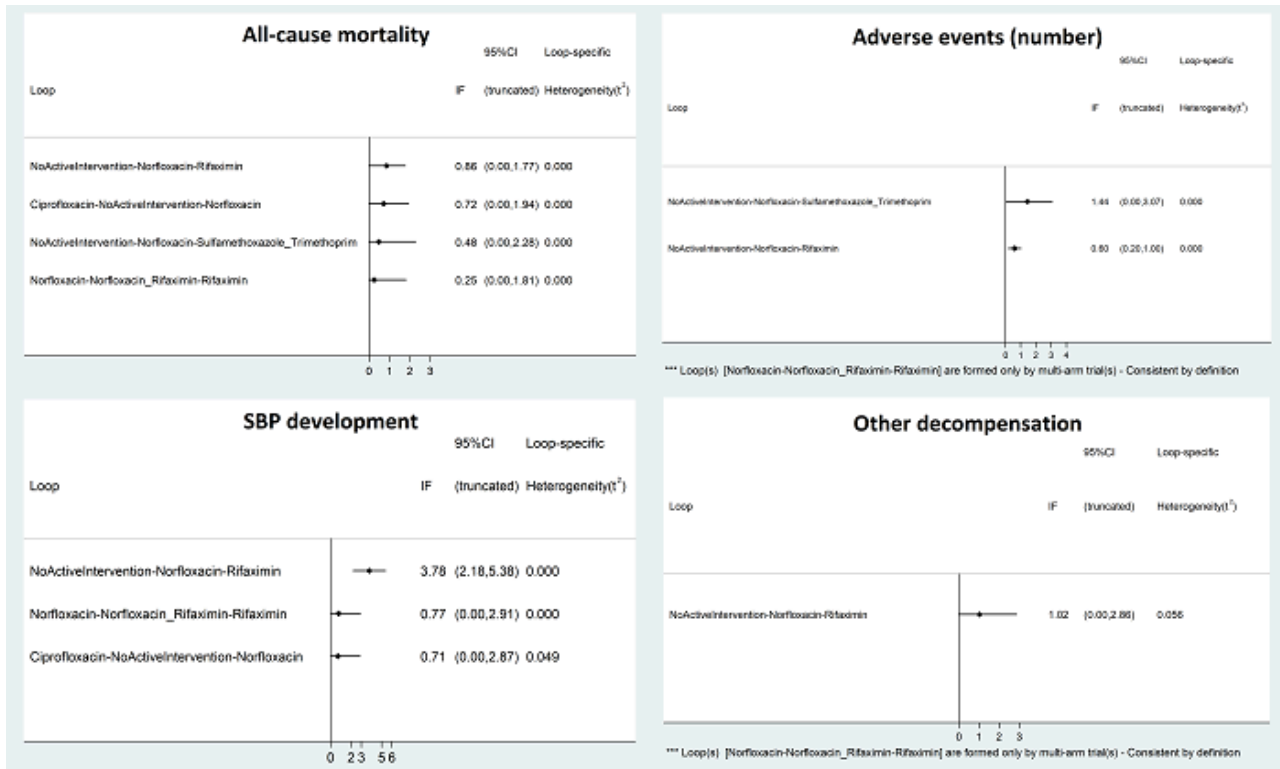 All-cause mortality
95%CI Loop-specific
Loop IF (truncated) Heterogeneity(t²)
NoActiveIntervention-Norfloxacin-Rifaximin 0.86 (0.00,1.77) 0.000
Ciprofloxacin-NoActiveIntervention-Norfloxacin 0.72 (0.00,1.94) 0.000
NoActiveIntervention-Norfloxacin-Sulfamethoxazole_Trimethoprim 0.48 (0.00,2.28) 0.000
Norfloxacin-Norfloxacin_Rifaximin-Rifaximin 0.25 (0.00,1.81) 0.000
0 1 2 3
Adverse events (number)
95%CI Loop-specific
Loop IF (truncated) Heterogeneity(t²)
NoActiveIntervention-Norfloxacin-Sulfamethoxazole_Trimethoprim 1.44 (0.00,3.07) 0.000
NoActiveIntervention-Norfloxacin-Rifaximin 0.60 (0.20,1.00) 0.000
0 1 2 3 4
*** Loop(s) [Norfloxacin-Norfloxacin_Rifaximin-Rifaximin] are formed only by multi-arm trial(s) - Consistent by definition
SBP development
95%CI Loop-specific
Loop IF (truncated) Heterogeneity(t²)
NoActiveIntervention-Norfloxacin-Rifaximin 3.78 (2.18,5.38) 0.000
Norfloxacin-Norfloxacin_Rifaximin-Rifaximin 0.77 (0.00,2.91) 0.000
Ciprofloxacin-NoActiveIntervention-Norfloxacin 0.71 (0.00,2.87) 0.049
0 2 3 5 6
Other decompensation
95%CI Loop-specific
Loop IF (truncated) Heterogeneity(t²)
NoActiveIntervention-Norfloxacin-Rifaximin 1.02 (0.00,2.86) 0.056
0 1 2 3
*** Loop(s) [Norfloxacin-Norfloxacin_Rifaximin-Rifaximin] are formed only by multi-arm trial(s) - Consistent by definition